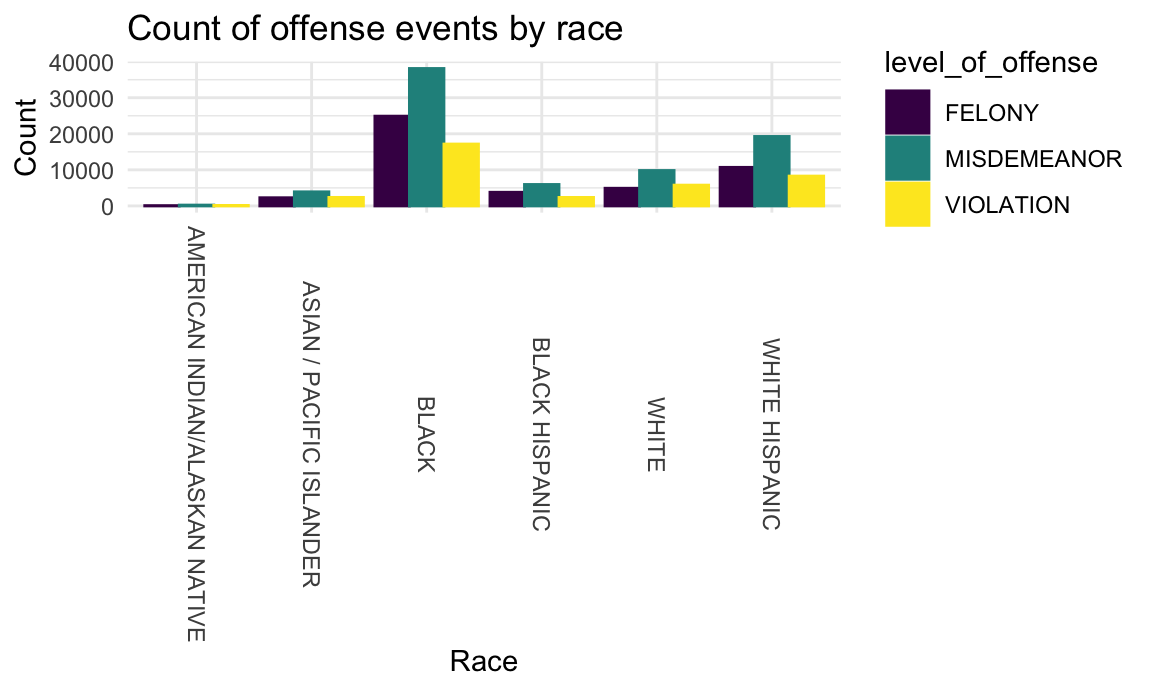 Count of offense events by race
Count
40000
30000
20000
10000
0
AMERICAN INDIAN/ALASKAN NATIVE
ASIAN / PACIFIC ISLANDER
BLACK
BLACK HISPANIC
WHITE
WHITE HISPANIC
Race
level_of_offense
FELONY
MISDEMEANOR
VIOLATION